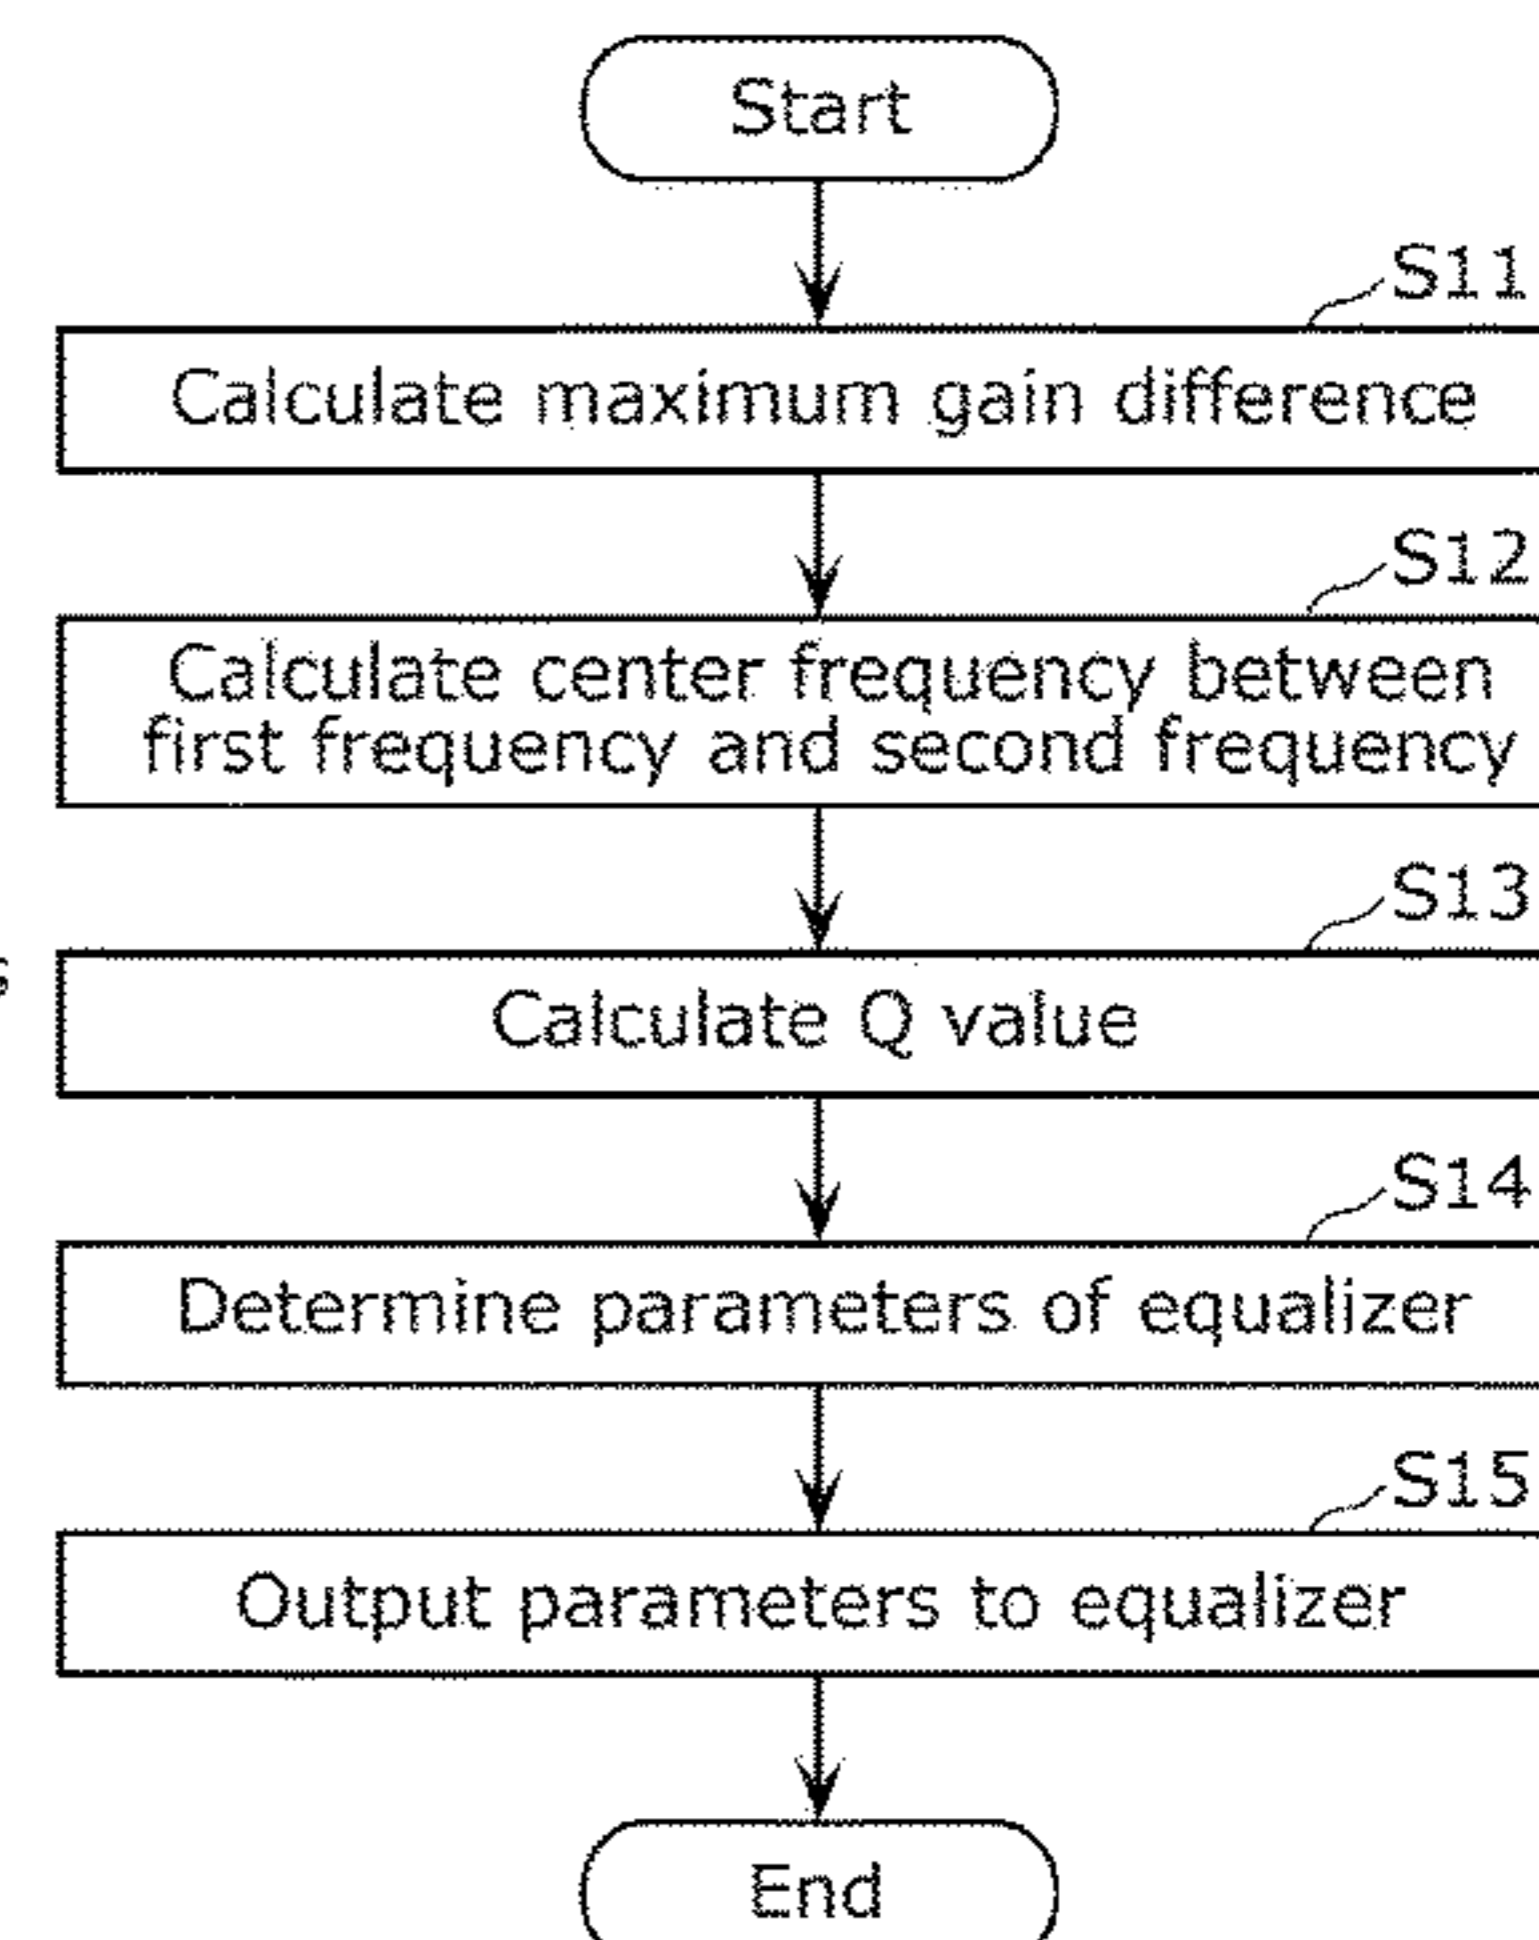 Start
S11
Calculate maximum gain difference
S12
Calculate center frequency between
first frequency and second frequency
S13
Calculate Q value
S14
Determine parameters of equalizer
S15
Output parameters to equalizer
End